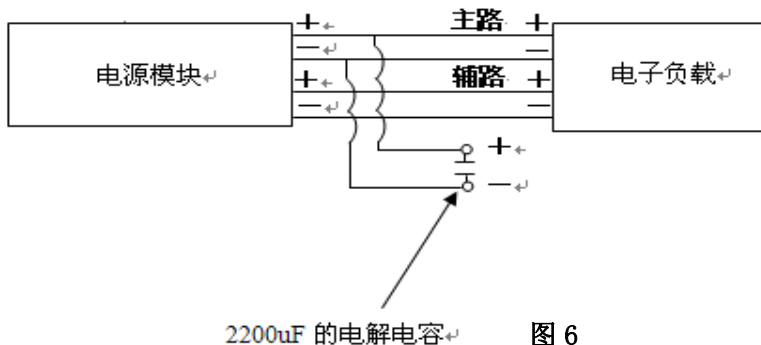 + 主路 +
— —
电源模块 电子负载
+ 辅路 +
— —
+
—
2200uF 的电解电容 图 6